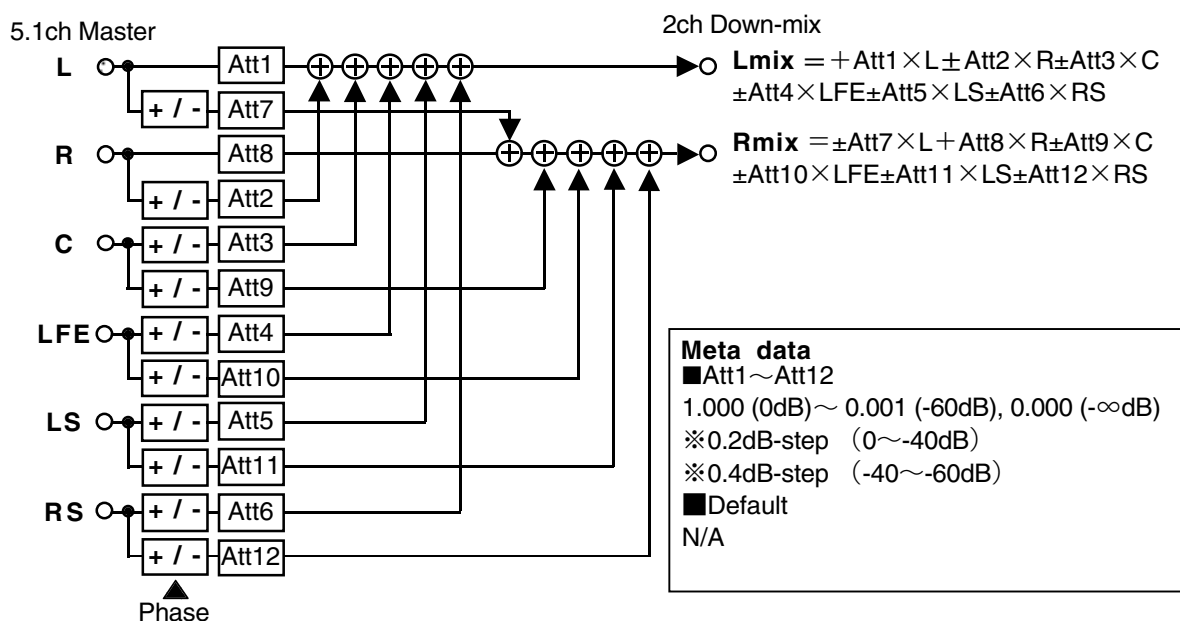 5.1ch Master
2ch Down-mix
L
Att1
Lmix =+Att1×L±Att2×R±Att3×C
±Att4×LFE±Att5×LS±Att6×RS
+ / -
Att7
R
Att8
Rmix =±Att7×L+Att8×R±Att9×C
±Att10×LFE±Att11×LS±Att12×RS
+ / -
Att2
C
+ / -
Att3
+ / -
Att9
LFE
+ / -
Att4
+ / -
Att10
LS
+ / -
Att5
+ / -
Att11
RS
+ / -
Att6
+ / -
Att12
Phase
Meta data
■Att1～Att12
1.000 (0dB)～ 0.001 (-60dB), 0.000 (-∞dB)
※0.2dB-step （0～-40dB）
※0.4dB-step （-40～-60dB）
■Default
N/A